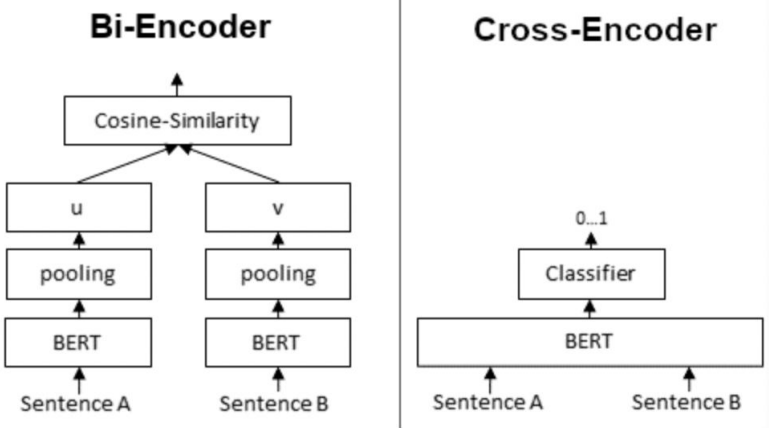 Bi-Encoder
Cosine-Similarity
u
v
pooling
pooling
BERT
BERT
Sentence A
Sentence B
Cross-Encoder
0...1
Classifier
BERT
Sentence A
Sentence B